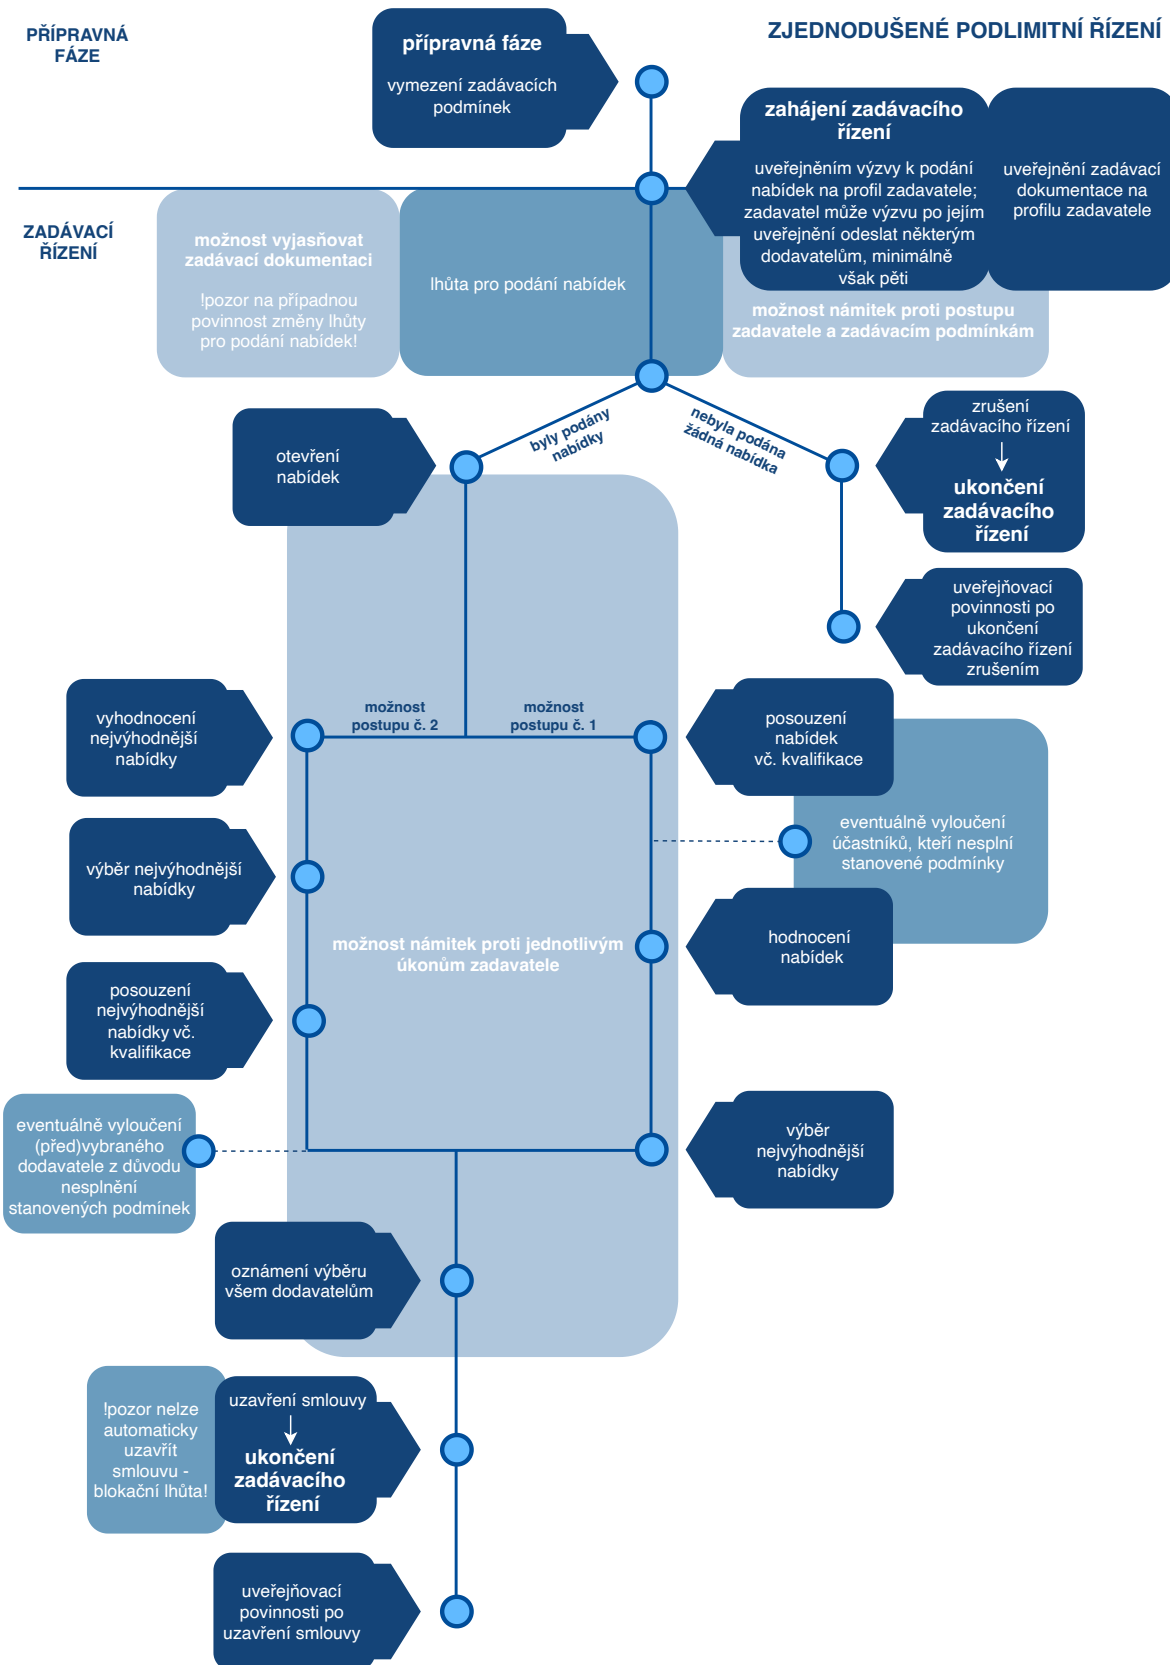 PŘÍPRAVNÁ
FÁZE
přípravná fáze
vymezení zadávacích
podmínek
ZJEDNODUŠENÉ PODLIMITNÍ ŘÍZENÍ
zahájení zadávacího
řízení
uveřejněním výzvy k podání
nabídek na profil zadavatele;
zadavatel může výzvu po jejím
uveřejnění odeslat některým
dodavatelům, minimálně
však pěti
uveřejnění zadávací
dokumentace na
profilu zadavatele
ZADÁVACÍ
ŘÍZENÍ
možnost vyjasňovat
zadávací dokumentaci
!pozor na případnou
povinnost změny lhůty
pro podání nabídek!
lhůta pro podání nabídek
možnost námitek proti postupu
zadavatele a zadávacím podmínkám
byly podány
nabídky
nebyla podána
žádná nabídka
otevření
nabídek
zrušení
zadávacího řízení
ukončení
zadávacího
řízení
uveřejňovací
povinnosti po
ukončení
zadávacího řízení
zrušením
možnost
postupu č. 2
možnost
postupu č. 1
vyhodnocení
nejvýhodnější
nabídky
posouzení
nabídek
vč. kvalifikace
eventuálně vyloučení
účastníků, kteří nesplní
stanovené podmínky
výběr nejvýhodnější
nabídky
hodnocení
nabídek
možnost námitek proti jednotlivým
úkonům zadavatele
posouzení
nejvýhodnější
nabídky vč.
kvalifikace
eventuálně vyloučení
(před)vybraného
dodavatele z důvodu
nesplnění
stanovených podmínek
výběr
nejvýhodnější
nabídky
oznámení výběru
všem dodavatelům
!pozor nelze
automaticky
uzavřít
smlouvu -
blokační lhůta!
uzavření smlouvy
ukončení
zadávacího
řízení
uveřejňovací
povinnosti po
uzavření smlouvy